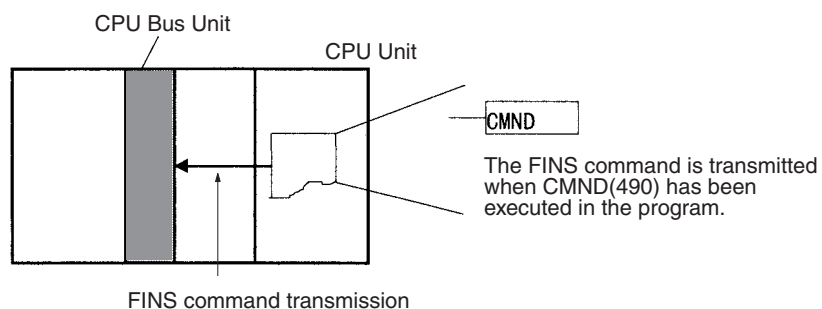 CPU Bus Unit
CPU Unit
CMND
The FINS command is transmitted
when CMND(490) has been
executed in the program.
FINS command transmission